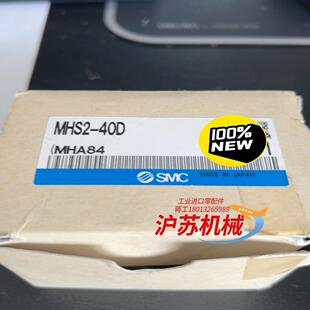 MHS2-40D
(MHA84
100%
NEW
SMC
MADE IN JAPAN
工业进口零配件
蒋工18013265989
沪苏机械